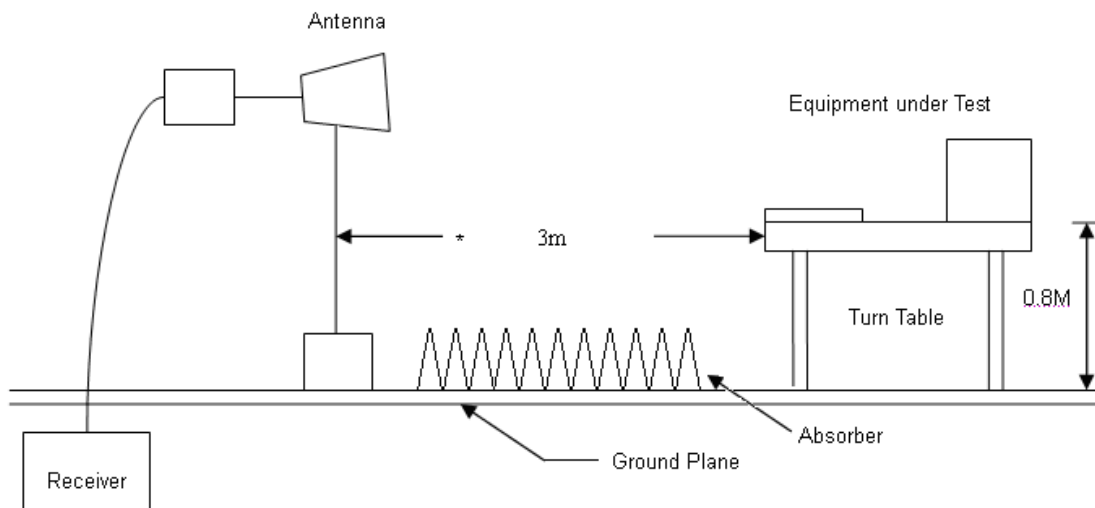 Antenna
Equipment under Test
* 3m
0.8M
Turn Table
Absorber
Ground Plane
Receiver